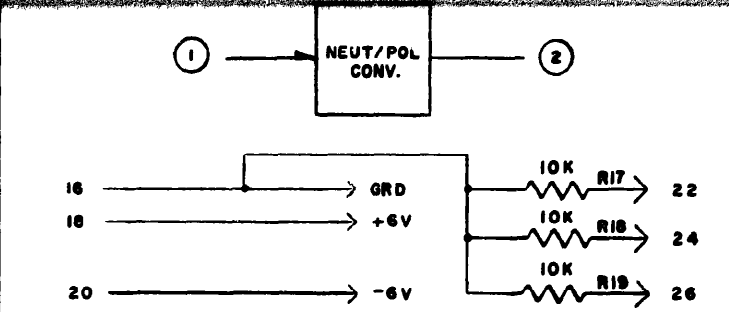 1
NEUT/POL
CONV.
2
16
GRD
18
+6V
20
-6V
10K
R17
22
10K
R18
24
10K
R19
26